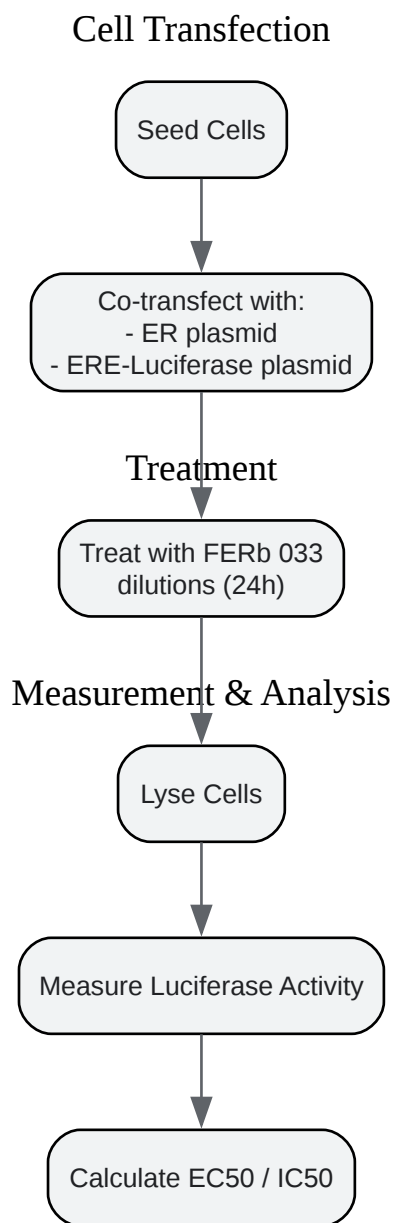 Cell Transfection
Seed Cells
Co-transfect with:
- ER plasmid
- ERE-Luciferase plasmid
Treatment
Treat with FERb 033
dilutions (24h)
Measurement & Analysis
Lyse Cells
Measure Luciferase Activity
Calculate EC50 / IC50